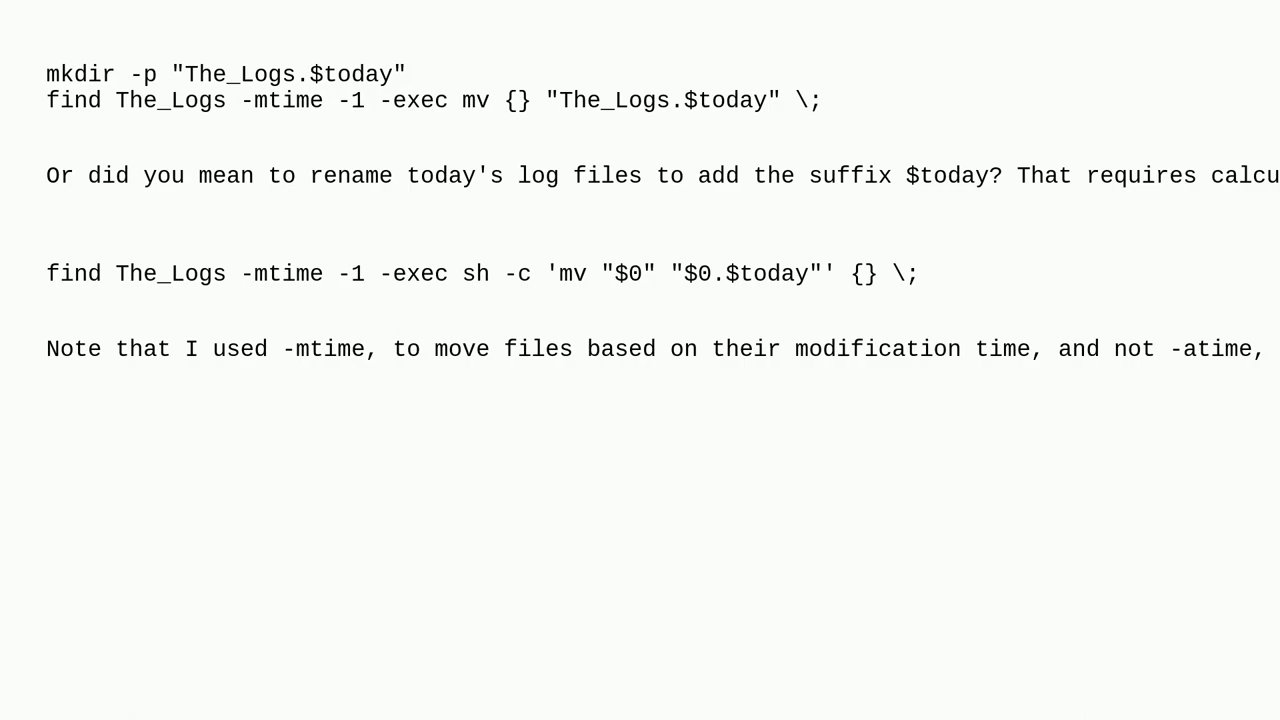 mkdir -p "The_Logs.$today"
find The_Logs -mtime -1 -exec mv {} "The_Logs.$today" \;
Or did you mean to rename today's log files to add the suffix $today? That requires calcu
find The_Logs -mtime -1 -exec sh -c 'mv "$0" "$0.$today"' {} \;
Note that I used -mtime, to move files based on their modification time, and not -atime,